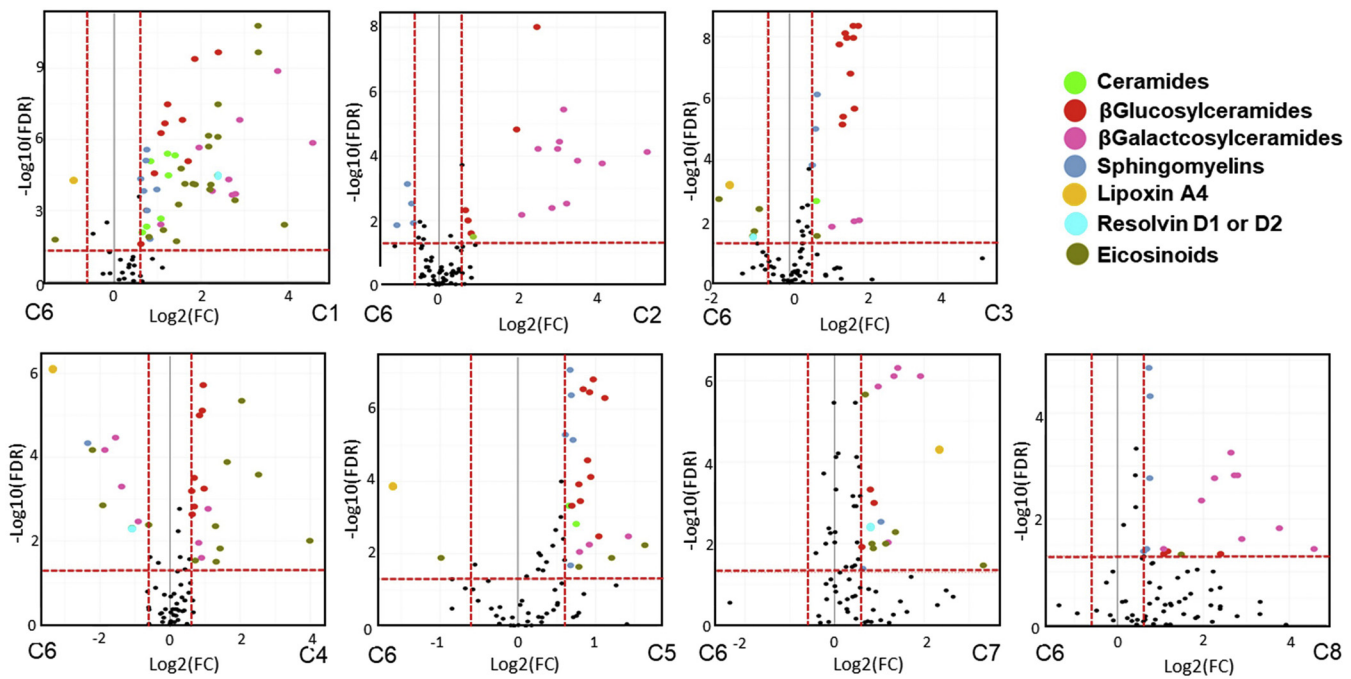 -Log10(FDR)
9
6
3
0
0 2 4
C6 Log2(FC) C1
-Log10(FDR)
8
6
4
2
0
0 2 4
C6 Log2(FC) C2
-Log10(FDR)
8
6
4
2
0
-2 0 2 4
C6 Log2(FC) C3
Ceramides
βGlucosylceramides
βGalactcosylceramides
Sphingomyelins
Lipoxin A4
Resolvin D1 or D2
Eicosinoids
-Log10(FDR)
6
4
2
0
-2 0 2 4
C6 Log2(FC) C4
-Log10(FDR)
6
4
2
0
-1 0 1
C6 Log2(FC) C5
-Log10(FDR)
6
4
2
0
-2 0 2
C6 Log2(FC) C7
-Log10(FDR)
4
2
0
0 2 4
C6 Log2(FC) C8